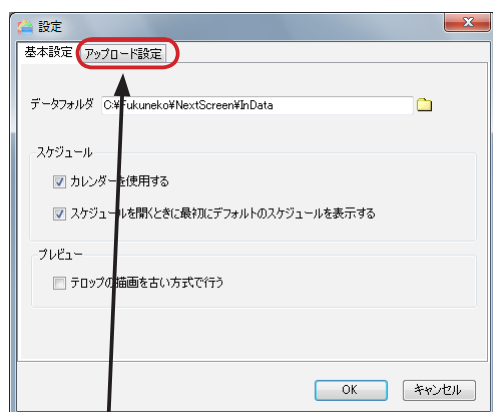 設定
基本設定 アップロード設定
データフォルダ C:¥Fukuneko¥NextScreen¥InData
スケジュール
カレンダーを使用する
スケジュールを開くときに最初にデフォルトのスケジュールを表示する
プレビュー
テロップの描画を古い方式で行う
OK キャンセル